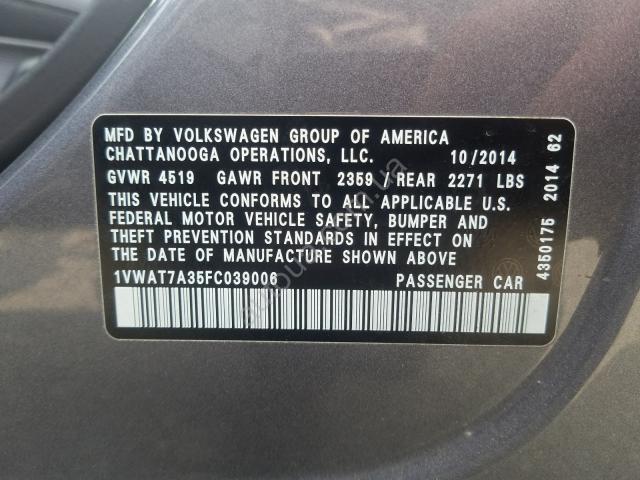 MFD BY VOLKSWAGEN GROUP OF AMERICA
CHATTANOOGA OPERATIONS, LLC. 10/2014
GVWR 4519 GAWR FRONT 2359 REAR 2271 LBS
THIS VEHICLE CONFORMS TO ALL APPLICABLE U.S.
FEDERAL MOTOR VEHICLE SAFETY, BUMPER AND
THEFT PREVENTION STANDARDS IN EFFECT ON
THE DATE OF MANUFACTURE SHOWN ABOVE
1VWAT7A35FC039006 PASSENGER CAR
4350175 2014 62